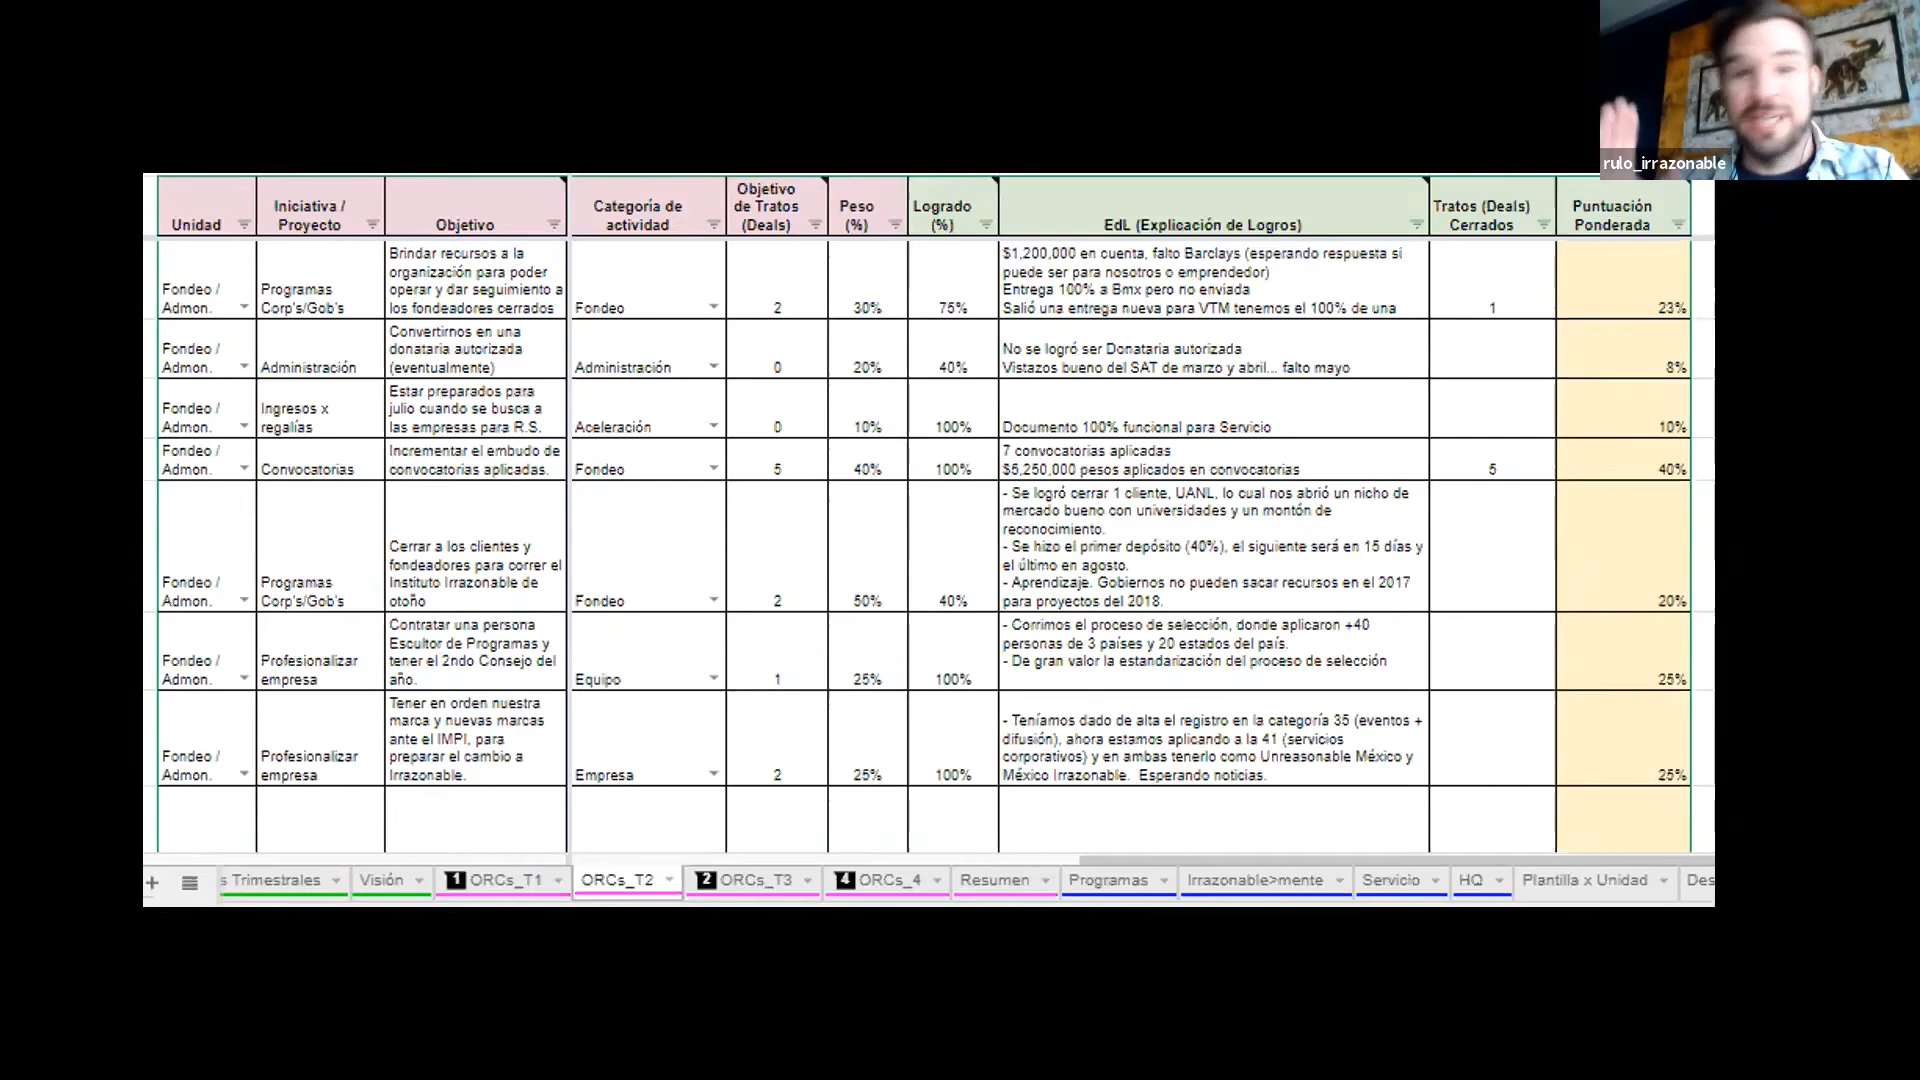 rulo_irrazonable
Unidad
Iniciativa /
Proyecto
Objetivo
Categoría de
actividad
Objetivo
de Tratos
(Deals)
Peso
(%)
Logrado
(%)
EdL (Explicación de Logros)
Tratos (Deals)
Cerrados
Puntuación
Ponderada
Fondeo /
Admon.
Programas
Corp's/Gob's
Brindar recursos a la
organización para poder
operar y dar seguimiento a
los fondeadores cerrados
Fondeo
2
30%
75%
$1,200,000 en cuenta, falto Barclays (esperando respuesta si
puede ser para nosotros o emprendedor)
Entrega 100% a Bmx pero no enviada
Salió una entrega nueva para VTM tenemos el 100% de una
1
23%
Fondeo /
Admon.
Administración
Convertirnos en una
donataria autorizada
(eventualmente)
Administración
0
20%
40%
No se logró ser Donataria autorizada
Vistazos bueno del SAT de marzo y abril... falto mayo
8%
Fondeo /
Admon.
Ingresos x
regalías
Estar preparados para
julio cuando se busca a
las empresas para R.S.
Aceleración
0
10%
100%
Documento 100% funcional para Servicio
10%
Fondeo /
Admon.
Convocatorias
Incrementar el embudo de
convocatorias aplicadas.
Fondeo
5
40%
100%
7 convocatorias aplicadas
$5,250,000 pesos aplicados en convocatorias
5
40%
Fondeo /
Admon.
Programas
Corp's/Gob's
Cerrar a los clientes y
fondeadores para correr el
Instituto Irrazonable de
otoño
Fondeo
2
50%
40%
- Se logró cerrar 1 cliente, UANL, lo cual nos abrió un nicho de
mercado bueno con universidades y un montón de
reconocimiento.
- Se hizo el primer depósito (40%), el siguiente será en 15 días y
el último en agosto.
- Aprendizaje. Gobiernos no pueden sacar recursos en el 2017
para proyectos del 2018.
20%
Fondeo /
Admon.
Profesionalizar
empresa
Contratar una persona
Escultor de Programas y
tener el 2ndo Consejo del
año.
Equipo
1
25%
100%
- Corrimos el proceso de selección, donde aplicaron +40
personas de 3 países y 20 estados del país.
- De gran valor la estandarización del proceso de selección
25%
Fondeo /
Admon.
Profesionalizar
empresa
Tener en orden nuestra
marca y nuevas marcas
ante el IMPI, para
preparar el cambio a
Irrazonable.
Empresa
2
25%
100%
- Teníamos dado de alta el registro en la categoría 35 (eventos +
difusión), ahora estamos aplicando a la 41 (servicios
corporativos) y en ambas tenerlo como Unreasonable México y
México Irrazonable. Esperando noticias.
25%
s Trimestrales
Visión
1 ORCs_T1
ORCs_T2
2 ORCs_T3
4 ORCs_4
Resumen
Programas
Irrazonable>mente
Servicio
HQ
Plantilla x Unidad
Des